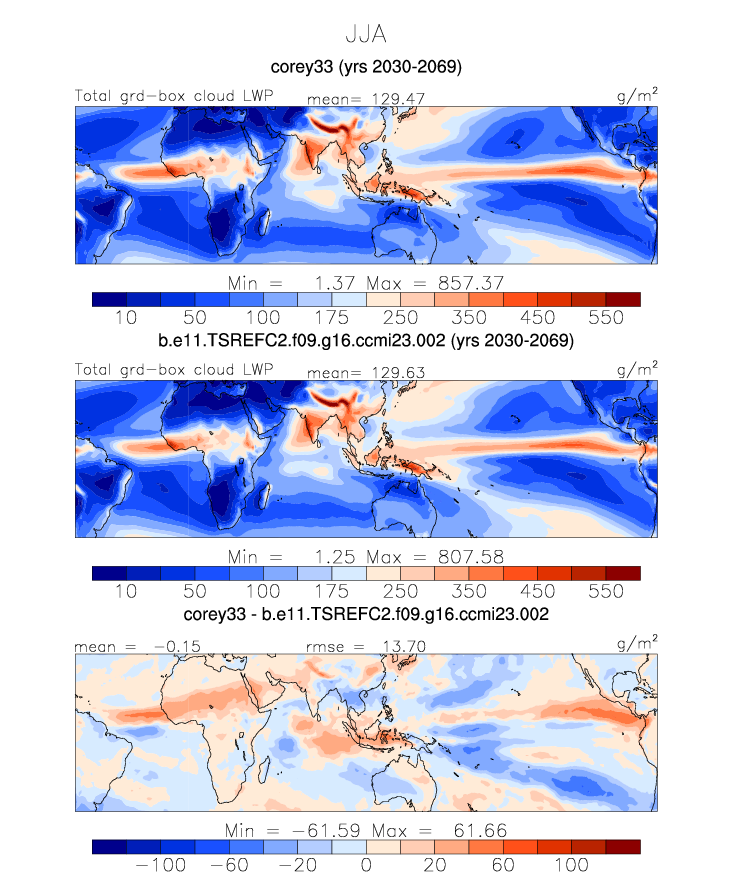 JJA
corey33 (yrs 2030-2069)
Total grd-box cloud LWP mean= 129.47 g/m²
Min = 1.37 Max = 857.37
10 50 100 175 250 350 450 550
b.e11.TSREFC2.f09.g16.ccmi23.002 (yrs 2030-2069)
Total grd-box cloud LWP mean= 129.63 g/m²
Min = 1.25 Max = 807.58
10 50 100 175 250 350 450 550
corey33 - b.e11.TSREFC2.f09.g16.ccmi23.002
mean = -0.15 rmse = 13.70 g/m²
Min = -61.59 Max = 61.66
-100 -60 -20 0 20 60 100